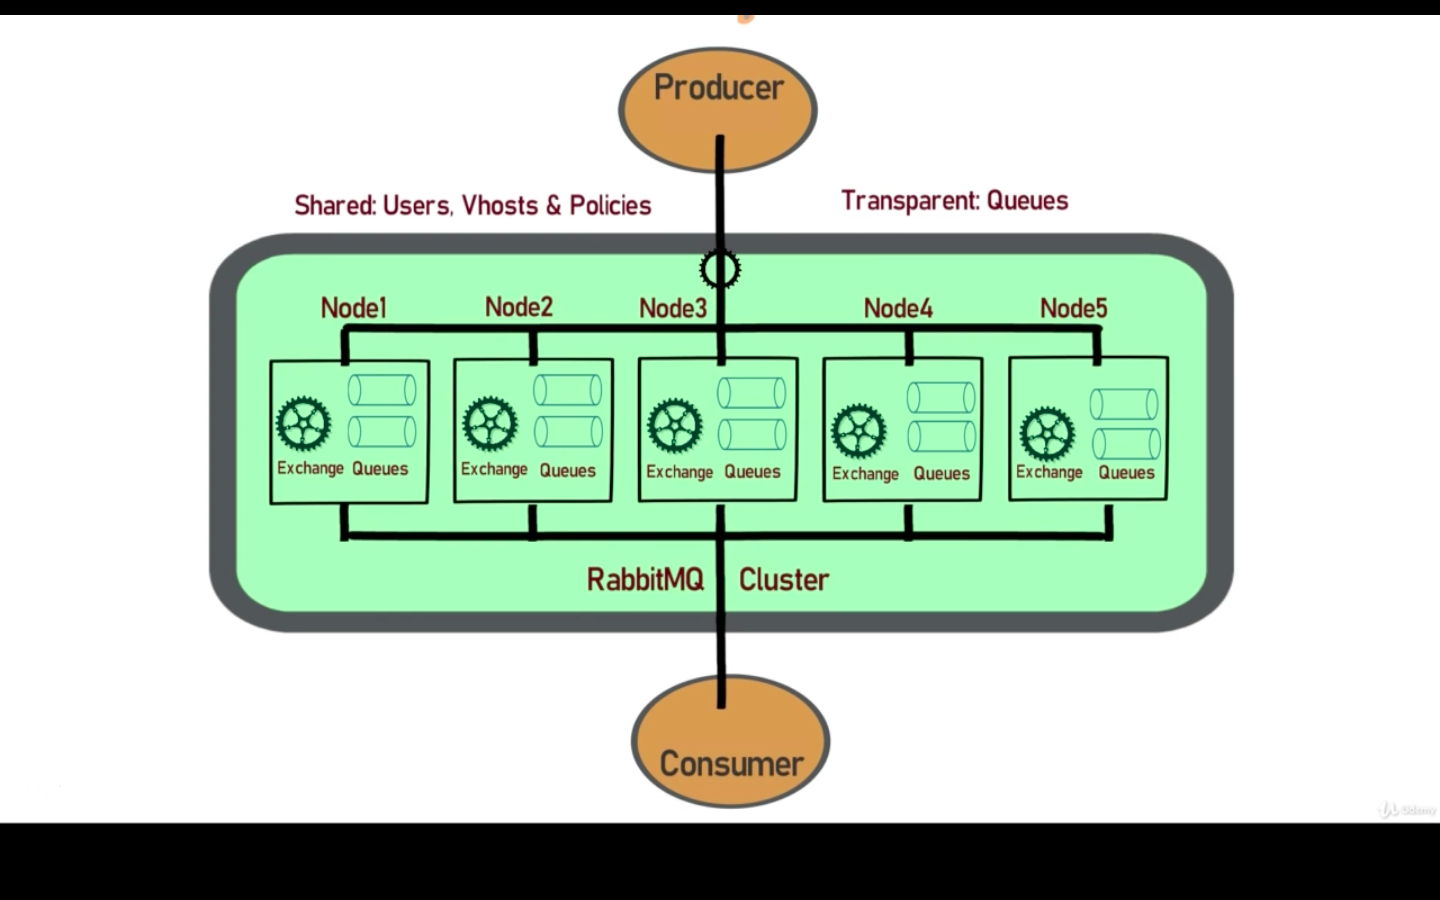 Producer
Shared: Users, Vhosts & Policies
Transparent: Queues
Node1 Node2 Node3 Node4 Node5
Exchange Queues Exchange Queues Exchange Queues Exchange Queues Exchange Queues
RabbitMQ Cluster
Consumer
Udemy